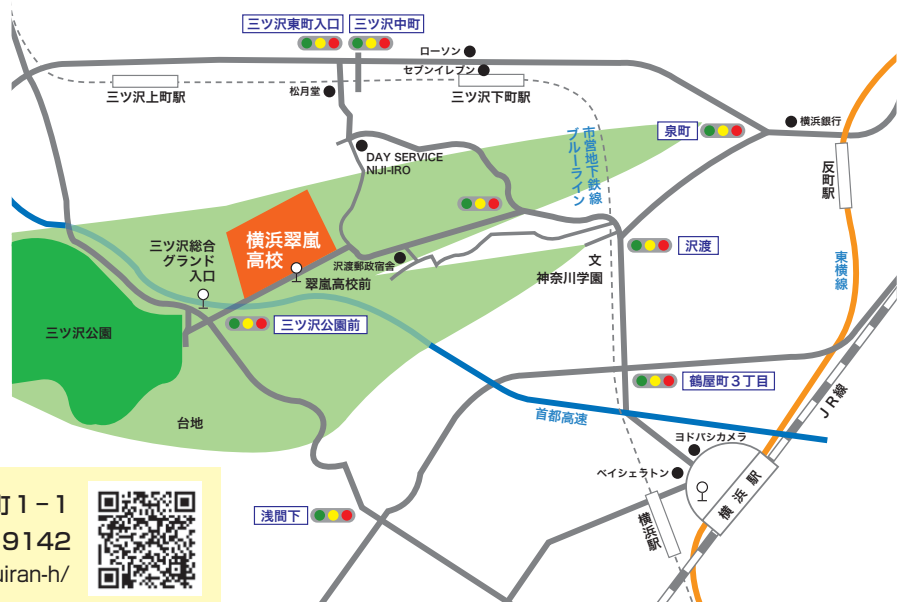 三ツ沢東町入口
三ツ沢中町
ローソン
セブンイレブン
三ツ沢上町駅
松月堂
三ツ沢下町駅
横浜銀行
泉町
DAY SERVICE
NIJI-IRO
市営地下鉄線
ブルーライン
反町駅
横浜翠嵐
高校
三ツ沢総合
グランド
入口
沢渡郵政宿舎
翠嵐高校前
文
神奈川学園
沢渡
東横線
三ツ沢公園
三ツ沢公園前
台地
鶴屋町3丁目
首都高速
JR線
ヨドバシカメラ
ベイシェラトン
横浜駅
横浜駅
浅間下
町1-1
9142
uiran-h/